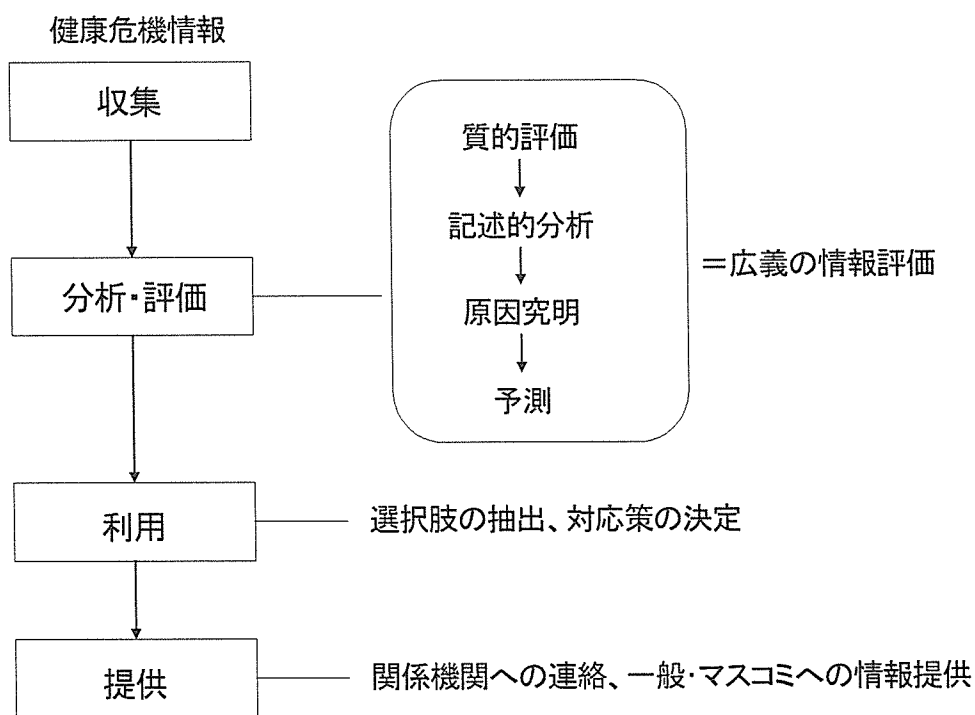 健康危機情報
収集
分析・評価
質的評価
記述的分析
原因究明
予測
＝広義の情報評価
利用
選択肢の抽出、対応策の決定
提供
関係機関への連絡、一般・マスコミへの情報提供